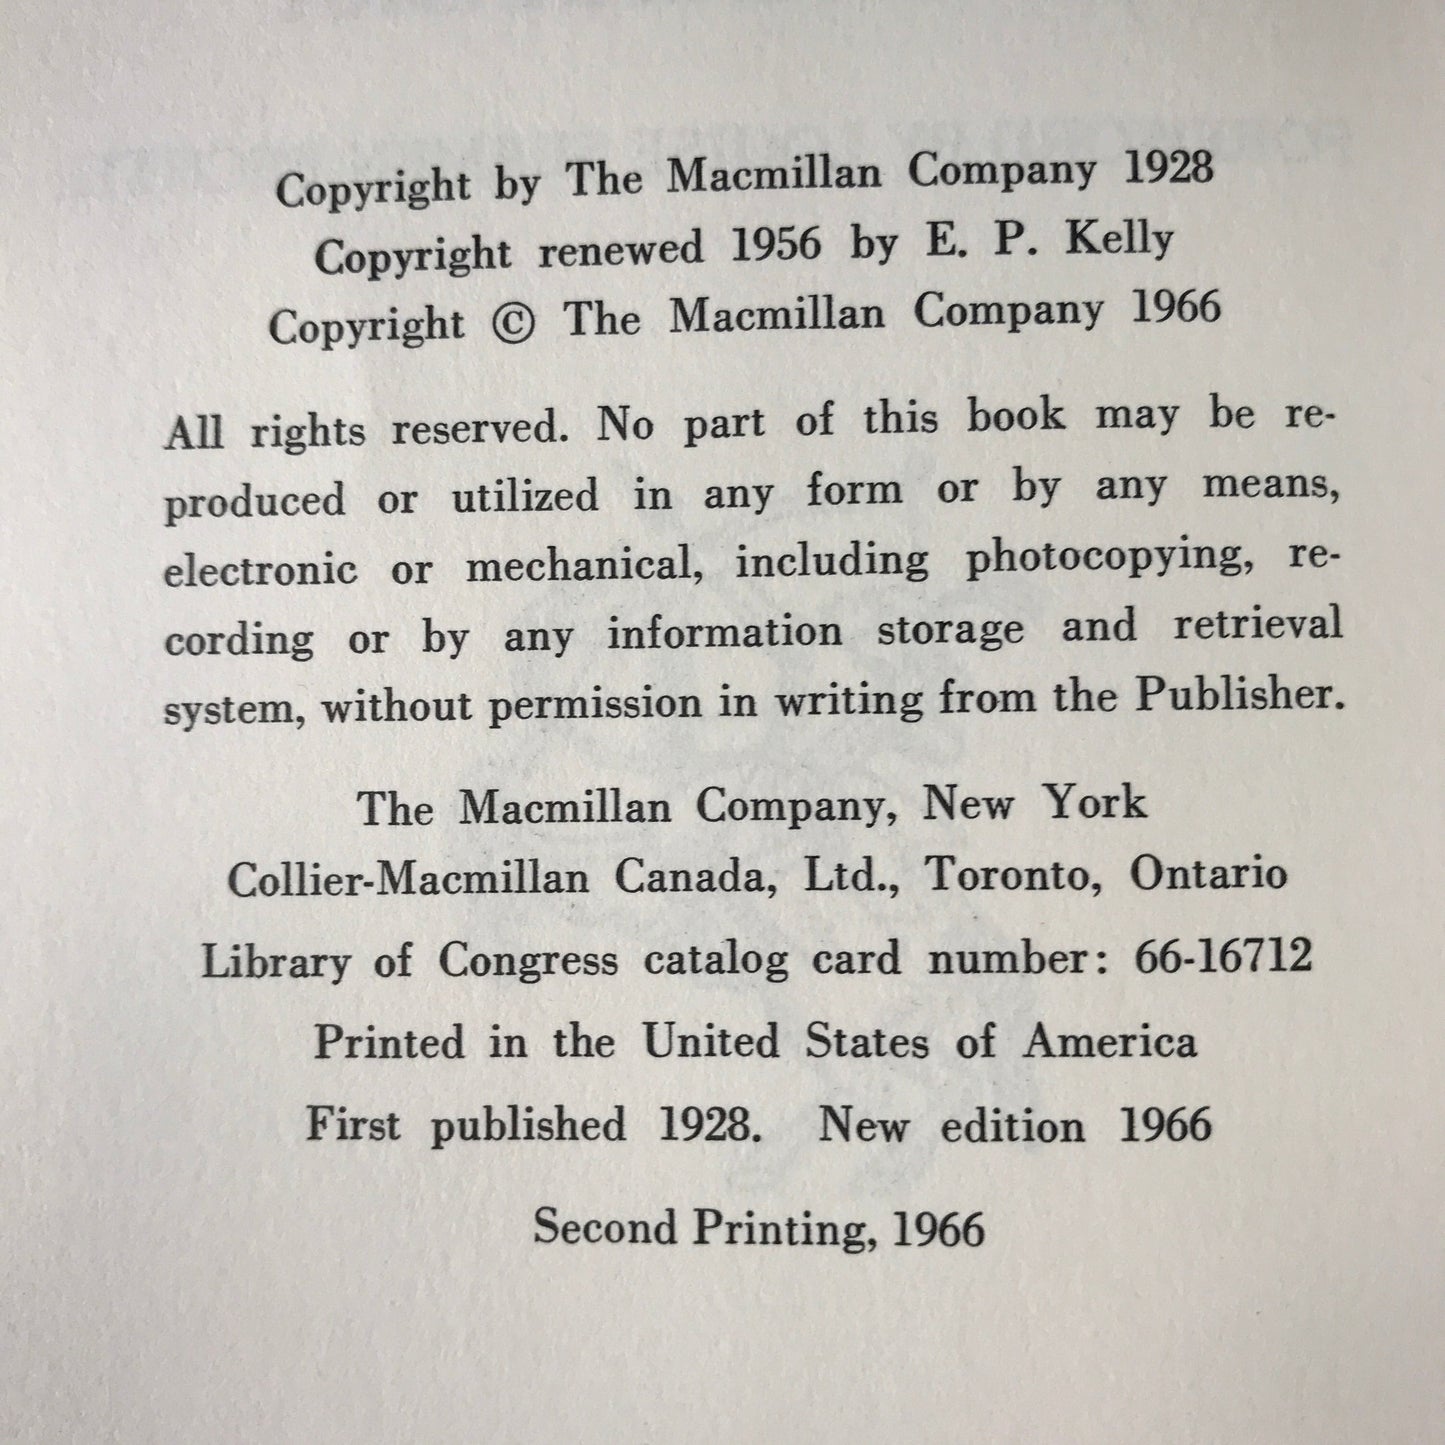 Copyright by The Macmillan Company 1928
Copyright renewed 1956 by E. P. Kelly
Copyright © The Macmillan Company 1966
All rights reserved. No part of this book may be re-
produced or utilized in any form or by any means,
electronic or mechanical, including photocopying, re-
cording or by any information storage and retrieval
system, without permission in writing from the Publisher.
The Macmillan Company, New York
Collier-Macmillan Canada, Ltd., Toronto, Ontario
Library of Congress catalog card number: 66-16712
Printed in the United States of America
First published 1928. New edition 1966
Second Printing, 1966